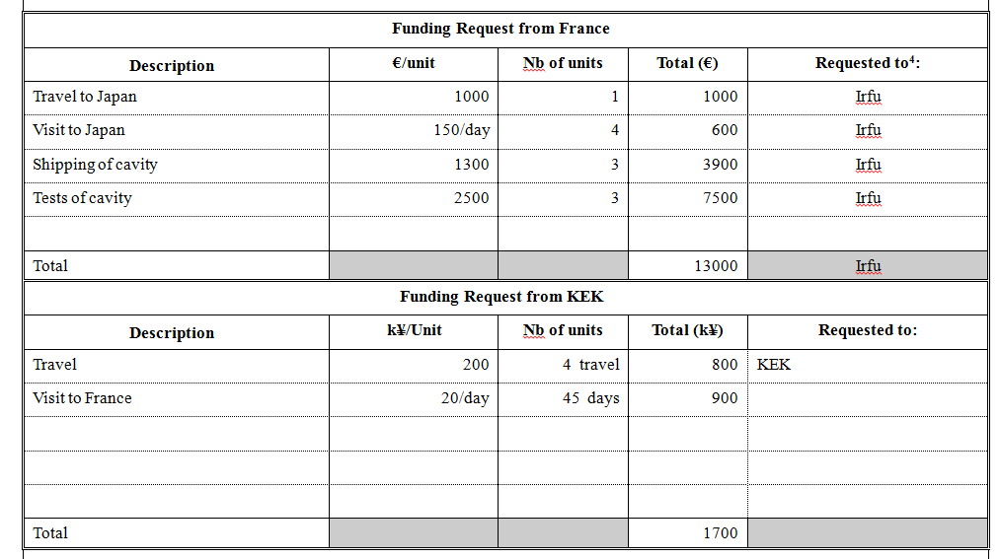 Funding Request from France
Description €/unit Nb of units Total (€) Requested to⁴:
Travel to Japan 1000 1 1000 Irfu
Visit to Japan 150/day 4 600 Irfu
Shipping of cavity 1300 3 3900 Irfu
Tests of cavity 2500 3 7500 Irfu
Total 13000 Irfu
Funding Request from KEK
Description k¥/Unit Nb of units Total (k¥) Requested to:
Travel 200 4 travel 800 KEK
Visit to France 20/day 45 days 900
Total 1700